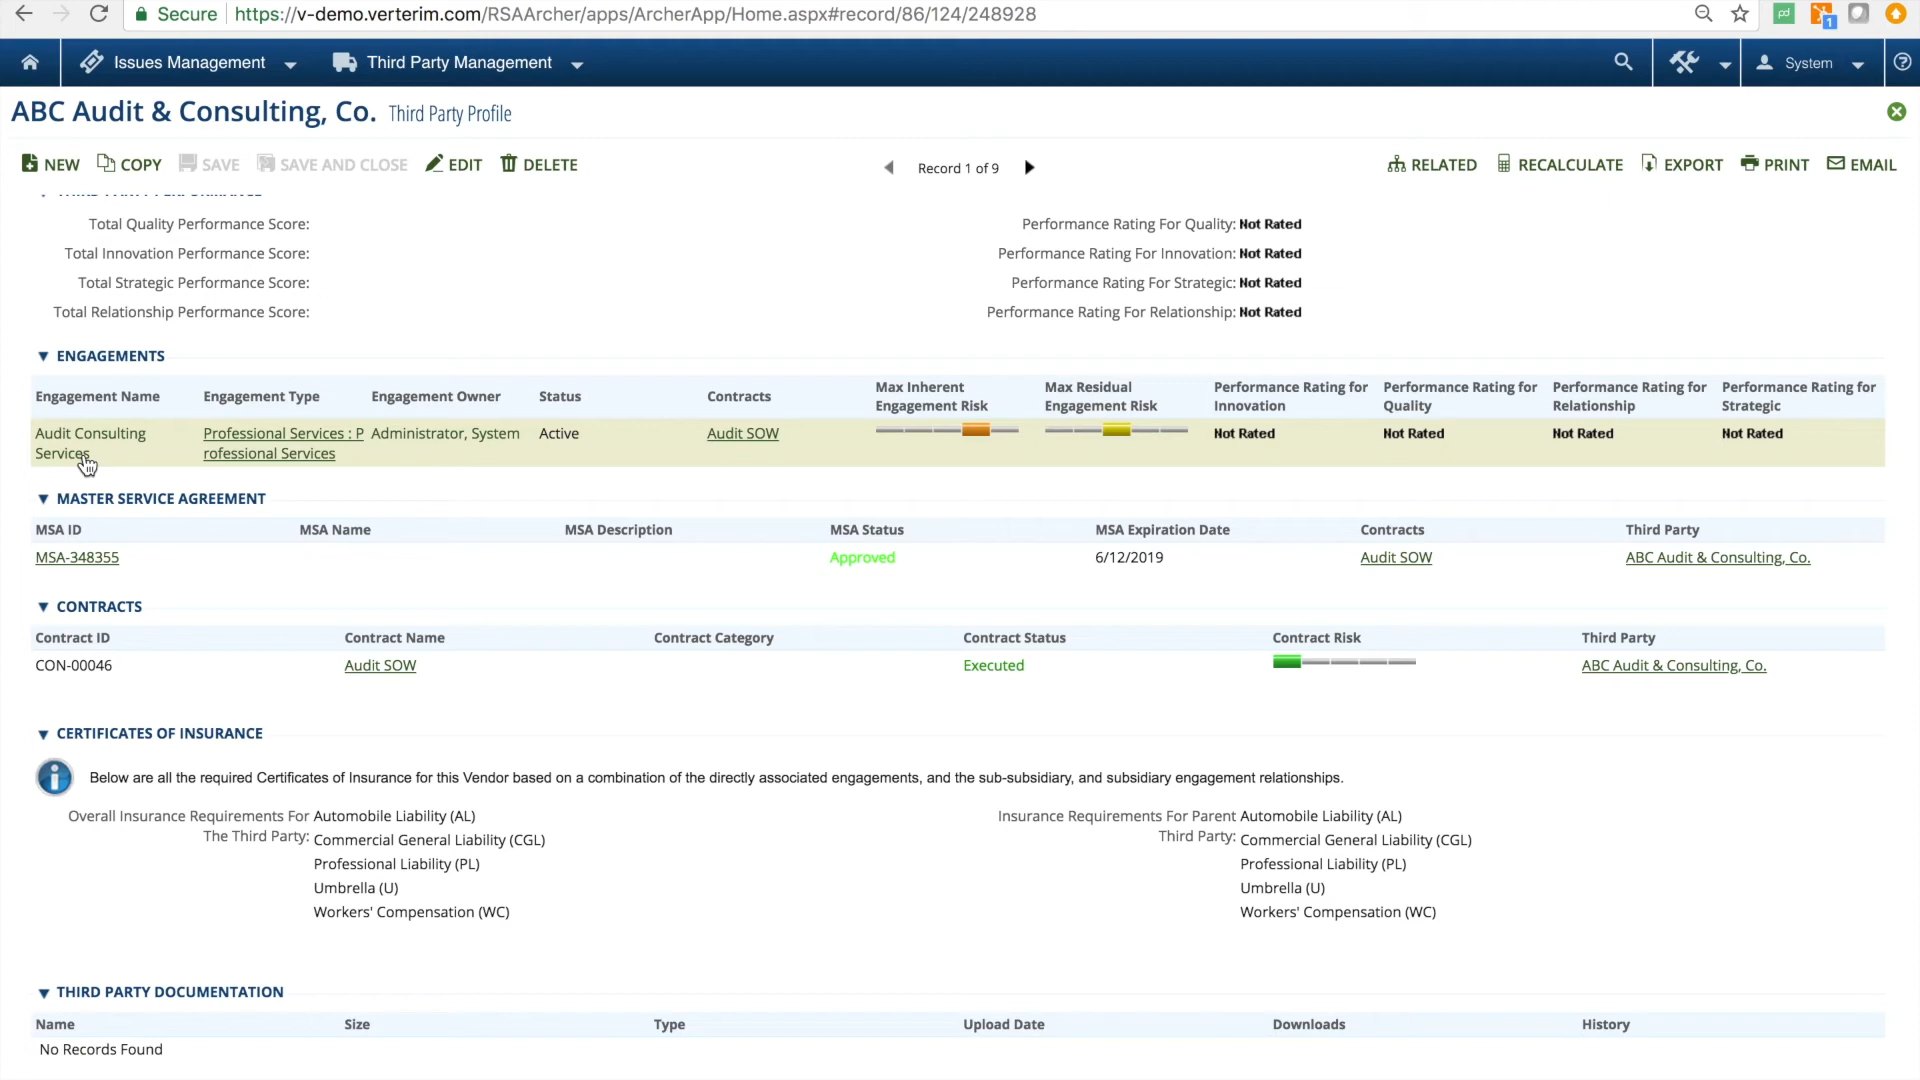 Secure https://v-demo.verterim.com/RSAArcher/apps/ArcherApp/Home.aspx#record/86/124/248928
pd 1
Issues Management Third Party Management System
ABC Audit & Consulting, Co. Third Party Profile
NEW COPY SAVE SAVE AND CLOSE EDIT DELETE Record 1 of 9 RELATED RECALCULATE EXPORT PRINT EMAIL
THIRD PARTY PERFORMANCE
Total Quality Performance Score: Performance Rating For Quality: Not Rated
Total Innovation Performance Score: Performance Rating For Innovation: Not Rated
Total Strategic Performance Score: Performance Rating For Strategic: Not Rated
Total Relationship Performance Score: Performance Rating For Relationship: Not Rated
ENGAGEMENTS
Engagement Name Engagement Type Engagement Owner Status Contracts Max Inherent Engagement Risk Max Residual Engagement Risk Performance Rating for Innovation Performance Rating for Quality Performance Rating for Relationship Performance Rating for Strategic
Audit Consulting Professional Services : P Administrator, System Active Audit SOW Not Rated Not Rated Not Rated Not Rated
Services rofessional Services
MASTER SERVICE AGREEMENT
MSA ID MSA Name MSA Description MSA Status MSA Expiration Date Contracts Third Party
MSA-348355 Approved 6/12/2019 Audit SOW ABC Audit & Consulting, Co.
CONTRACTS
Contract ID Contract Name Contract Category Contract Status Contract Risk Third Party
CON-00046 Audit SOW Executed ABC Audit & Consulting, Co.
CERTIFICATES OF INSURANCE
Below are all the required Certificates of Insurance for this Vendor based on a combination of the directly associated engagements, and the sub-subsidiary, and subsidiary engagement relationships.
Overall Insurance Requirements For Automobile Liability (AL) Insurance Requirements For Parent Automobile Liability (AL)
The Third Party: Commercial General Liability (CGL) Third Party: Commercial General Liability (CGL)
Professional Liability (PL) Professional Liability (PL)
Umbrella (U) Umbrella (U)
Workers' Compensation (WC) Workers' Compensation (WC)
THIRD PARTY DOCUMENTATION
Name Size Type Upload Date Downloads History
No Records Found